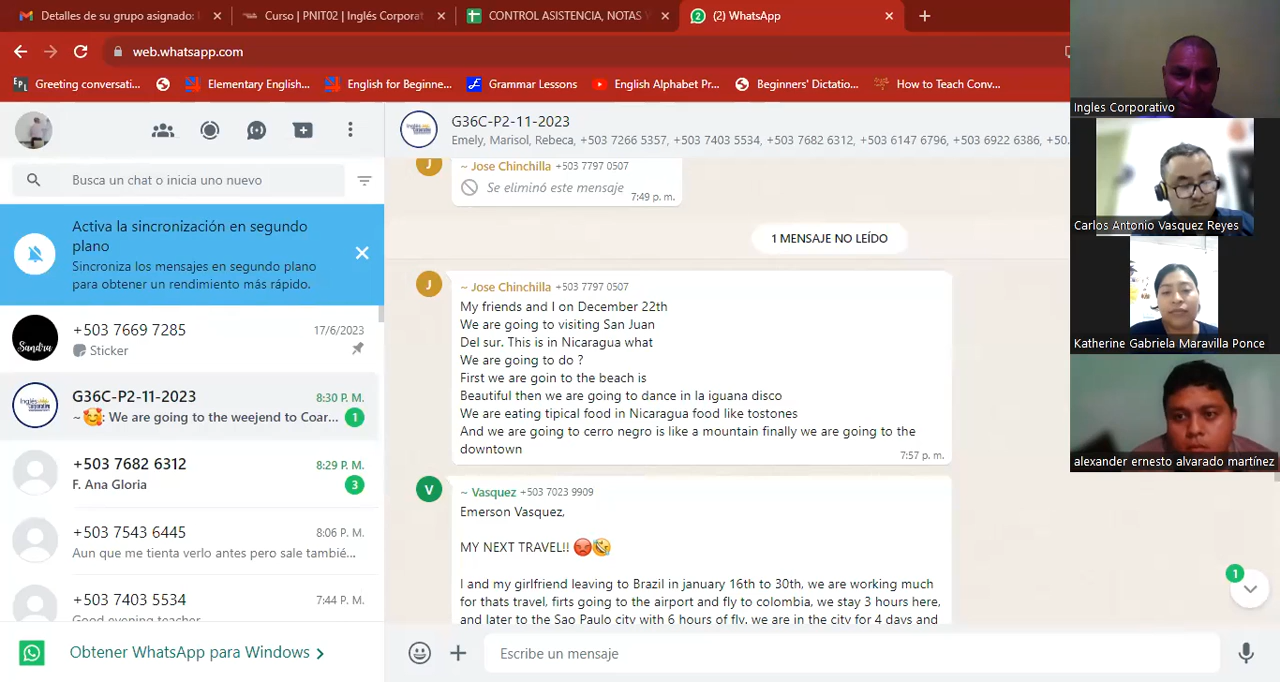 Detalles de su grupo asignado:
Curso | PNIT02 | Inglés Corporat
CONTROL ASISTENCIA, NOTAS Y
(2) WhatsApp
web.whatsapp.com
Greeting conversati...
Elementary English...
English for Beginne...
Grammar Lessons
English Alphabet Pr...
Beginners' Dictatio...
How to Teach Conv...
Ingles Corporativo
Carlos Antonio Vasquez Reyes
Katherine Gabriela Maravilla Ponce
alexander ernesto alvarado martínez
Busca un chat o inicia uno nuevo
Activa la sincronización en segundo
plano
Sincroniza los mensajes en segundo plano
para obtener un rendimiento más rápido.
+503 7669 7285
17/6/2023
Sandra
Sticker
G36C-P2-11-2023
8:30 P. M.
~🥰: We are going to the weejend to Coar...
1
+503 7682 6312
8:29 P. M.
F. Ana Gloria
3
+503 7543 6445
8:06 P. M.
Aun que me tienta verlo antes pero sale tambié...
+503 7403 5534
7:44 P. M.
Good evening teacher
Obtener WhatsApp para Windows
G36C-P2-11-2023
Emely, Marisol, Rebeca, +503 7266 5357, +503 7403 5534, +503 7682 6312, +503 6147 6796, +503 6922 6386, +50...
J
~ Jose Chinchilla +503 7797 0507
Se eliminó este mensaje
7:49 p. m.
1 MENSAJE NO LEÍDO
J
~ Jose Chinchilla +503 7797 0507
My friends and I on December 22th
We are going to visiting San Juan
Del sur. This is in Nicaragua what
We are going to do ?
First we are goin to the beach is
Beautiful then we are going to dance in la iguana disco
We are eating tipical food in Nicaragua food like tostones
And we are going to cerro negro is like a mountain finally we are going to the
downtown
7:57 p. m.
V
~ Vasquez +503 7023 9909
Emerson Vasquez,
MY NEXT TRAVEL!! 😡🤣
I and my girlfriend leaving to Brazil in january 16th to 30th, we are working much
for thats travel, firts going to the airport and fly to colombia, we stay 3 hours here,
and later to the Sao Paulo city with 6 hours of fly, we are in the city for 4 days and
1
Escribe un mensaje